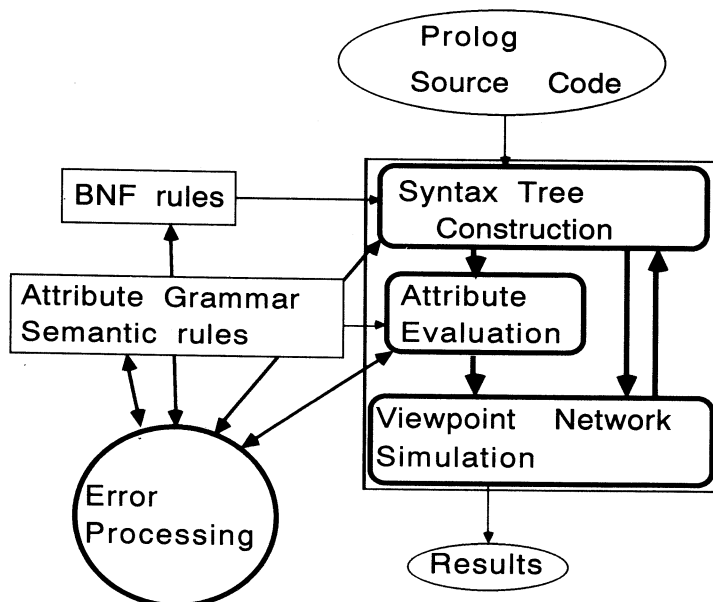 Prolog
Source Code
BNF rules
Syntax Tree
Construction
Attribute Grammar
Semantic rules
Attribute
Evaluation
Viewpoint Network
Simulation
Error
Processing
Results